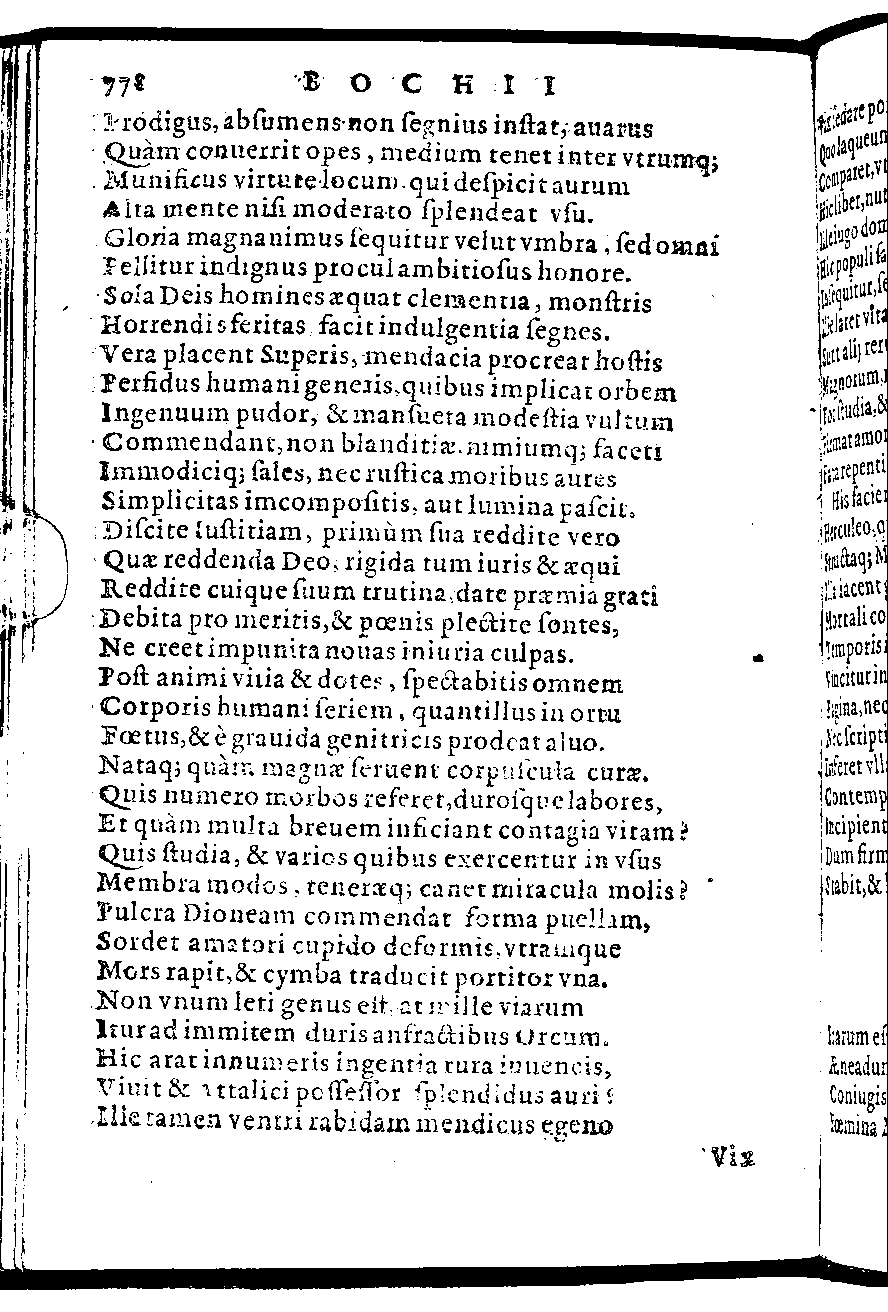 778 BOCHII
Prodigus, absumens non segnius instat, auarus
Quàm conuerrit opes, medium tenet inter vtrumq;
Munificus virtute locum. qui despicit aurum
Alta mente nisi moderato splendeat vsu.
Gloria magnanimus sequitur velut vmbra, sed omni
Pellitur indignus procul ambitiosus honore.
Sola Deis homines æquat clementia, monstris
Horrendis feritas facit indulgentia segnes.
Vera placent Superis, mendacia procreat hostis
Perfidus humani generis, quibus implicat orbem
Ingenuum pudor, & mansueta modestia vultum
Commendant, non blanditiæ. nimiumq; faceti
Immodiciq; sales, nec rustica moribus aures
Simplicitas imcompositis, aut lumina pascit.
Discite Iustitiam, primùm sua reddite vero
Quæ reddenda Deo, rigida tum iuris & æqui
Reddite cuique suum trutina, date præmia grati
Debita pro meritis, & pœnis plectite sontes,
Ne creet impunita nouas iniuria culpas.
Post animi vitia & dotes, spectabitis omnem
Corporis humani seriem, quantillus in ortu
Fœtus, & è grauida genitricis prodeat aluo.
Nataq; quàm magnæ seruent corpuscula curæ.
Quis numero morbos referet, durosque labores,
Et quàm multa breuem inficiant contagia vitam?
Quis studia, & varios quibus exercentur in vsus
Membra modos, teneræq; canet miracula molis?
Pulcra Dioneam commendat forma puellam,
Sordet amatori cupido deformis, vtramque
Mors rapit, & cymba traducit portitor vna.
Non vnum leti genus est, at mille viarum
Itur ad immitem duris anfractibus Orcum.
Hic arat innumeris ingentia rura iuuencis,
Viuit & Attalici possessor splendidus auri:
Ille tamen ventri rabidam mendicus egeno
Vix